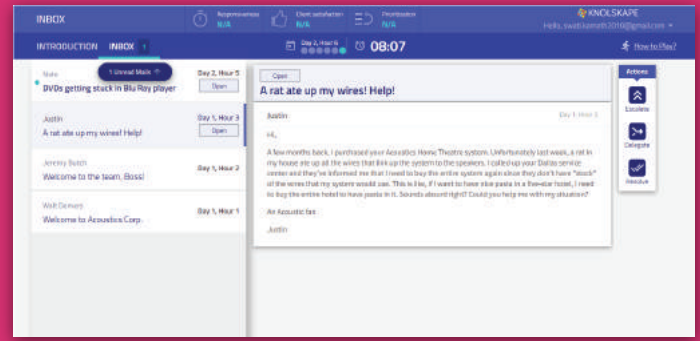 INBOX
Responsiveness
N/A
Client satisfaction
N/A
Prioritisation
N/A
KNOLSKAPE
Hello, swati.kamath2016@gmail.com
INTRODUCTION INBOX 1
Day 2, Hour 6
08:07
How to Play?
1 Unread Mails
Day 2, Hour 5
DVDs getting stuck in Blu Ray player
Open
Justin
Day 1, Hour 3
A rat ate up my wires! Help!
Open
Jeremy Butch
Welcome to the team, Boss!
Day 1, Hour 2
Walt Denvers
Welcome to Acoustics Corp.
Day 1, Hour 1
Open
A rat ate up my wires! Help!
Justin
Day 1, Hour 3
Hi,
A few months back, I purchased your Acoustics Home Theatre system. Unfortunately last week, a rat in
my house ate up all the wires that link up the system to the speakers. I called up your Dallas service
center and they've informed me that I need to buy the entire system again since they don't have "stock"
of the wires that my system would use. This is like, if I want to have nice pasta in a five-star hotel, I need
to buy the entire hotel to have pasta in it. Sounds absurd right? Could you help me with my situation?
An Acoustic fan
Justin
Actions
Escalate
Delegate
Resolve